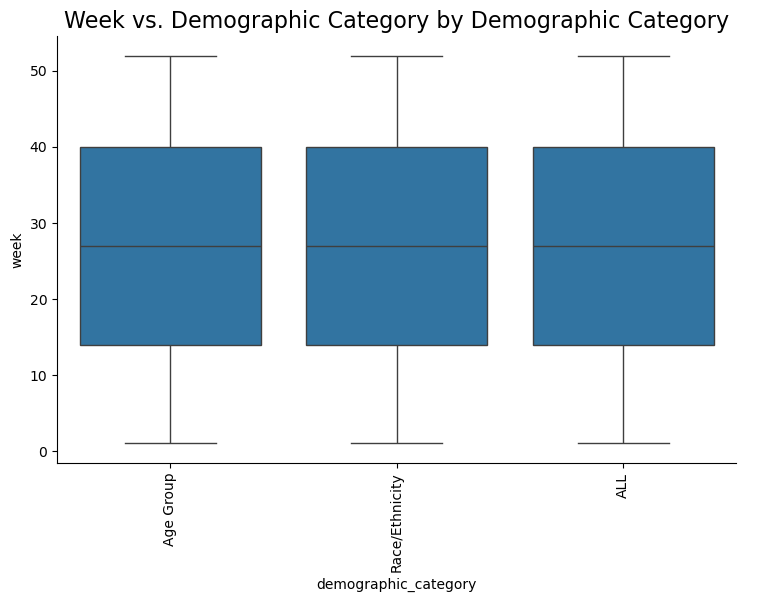 Week vs. Demographic Category by Demographic Category
50
40
30
20
10
0
week
Age Group
Race/Ethnicity
ALL
demographic_category